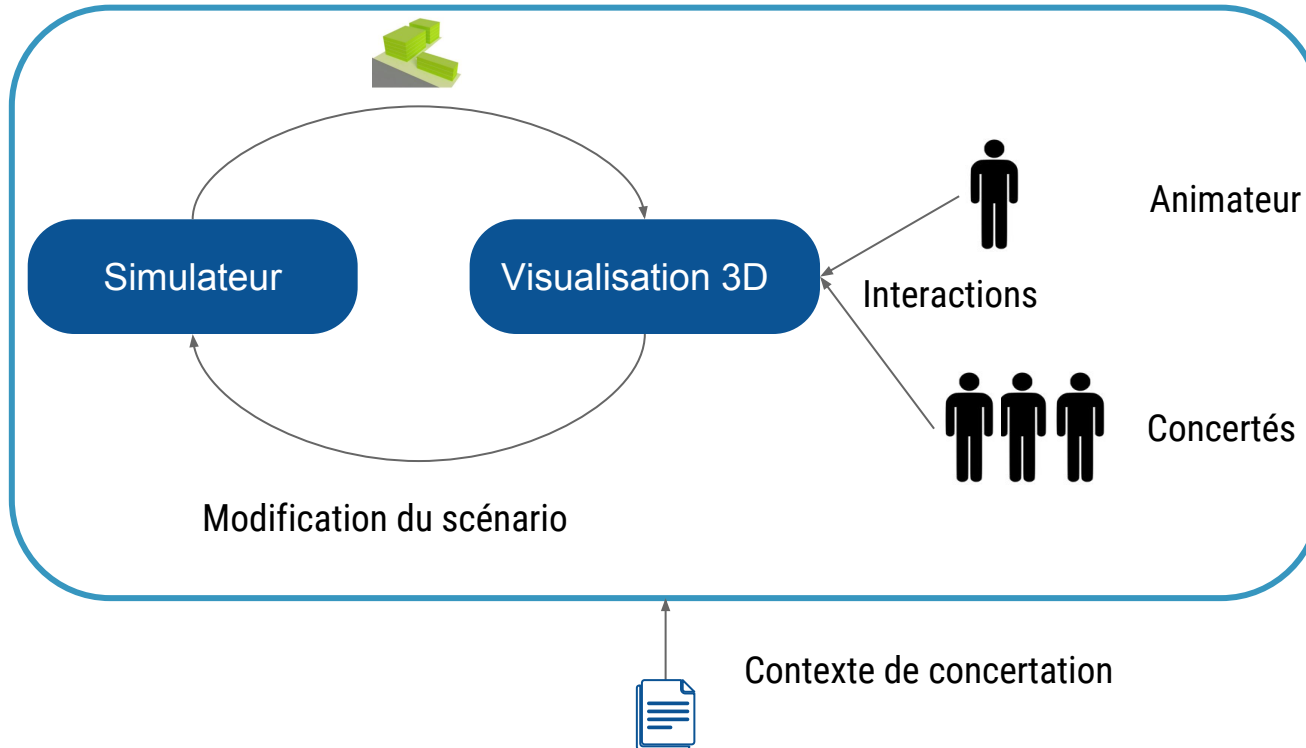 Animateur
Simulateur
Visualisation 3D
Interactions
Concertés
Modification du scénario
Contexte de concertation